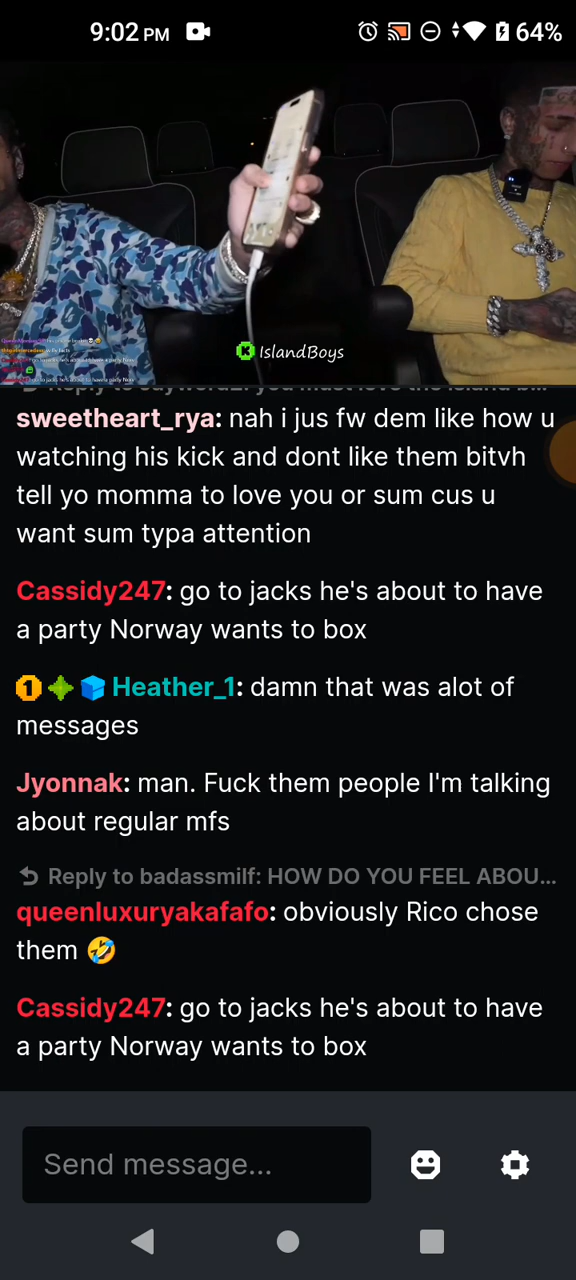 9:02 PM
64%
IslandBoys
sweetheart_rya: nah i jus fw dem like how u
watching his kick and dont like them bitvh
tell yo momma to love you or sum cus u
want sum typa attention
Cassidy247: go to jacks he's about to have
a party Norway wants to box
1 Heather_1: damn that was alot of
messages
Jyonnak: man. Fuck them people I'm talking
about regular mfs
Reply to badassmilf: HOW DO YOU FEEL ABOU...
queenluxuryakafafo: obviously Rico chose
them 🤣
Cassidy247: go to jacks he's about to have
a party Norway wants to box
Send message...